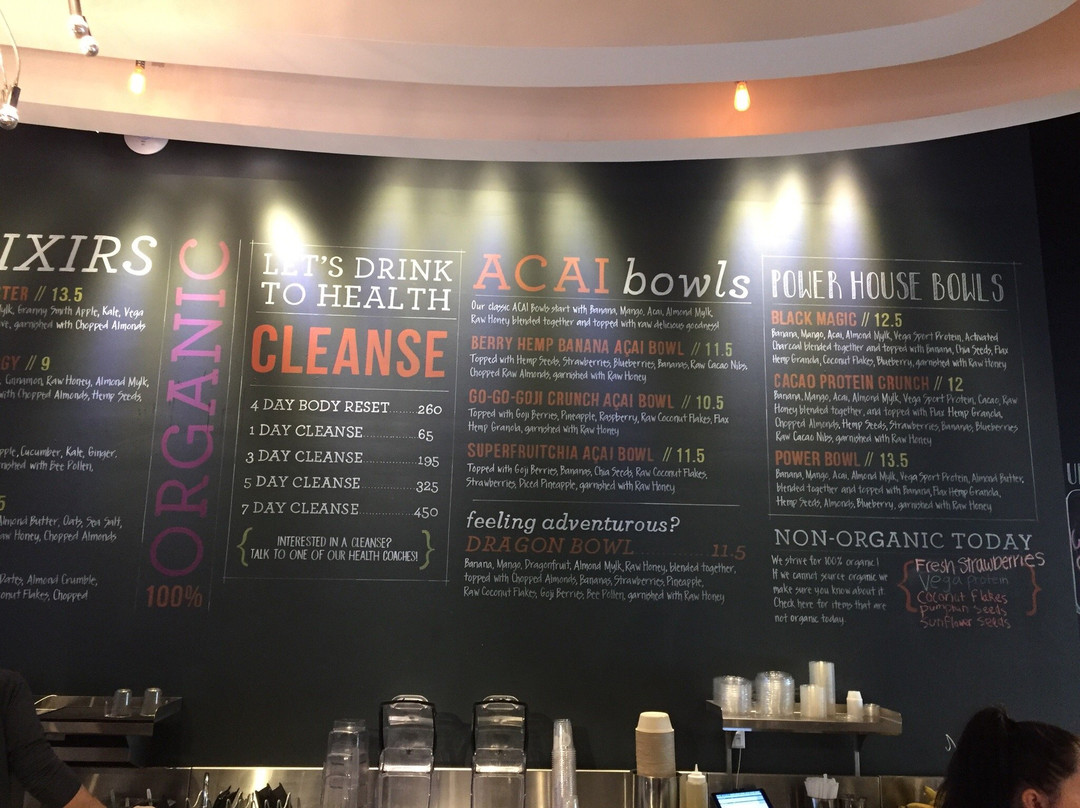 IXIRS
TER // 13.5
Mylk, Granny Smith Apple, Kale, Vega
garnished with Chopped Almonds
RGY // 9
Cinnamon, Raw Honey, Almond Mylk,
with Chopped Almonds, Hemp Seeds,
Cucumber, Kale, Ginger.
with Bee Pollen,
5
Almond Butter, Oats, Sea Salt,
Raw Honey, Chopped Almonds
Dates, Almond Crumble,
Coconut Flakes, Chopped
100%
ORGANIC
LET'S DRINK
TO HEALTH
CLEANSE
4 DAY BODY RESET.......260
1 DAY CLEANSE..............65
3 DAY CLEANSE............195
5 DAY CLEANSE...........325
7 DAY CLEANSE...........450
INTERESTED IN A CLEANSE?
TALK TO ONE OF OUR HEALTH COACHES!
ACAI bowls
Our classic ACAI Bowls start with Banana, Mango, Acai, Almond Mylk,
Raw Honey blended together and topped with raw delicious goodness!
BERRY HEMP BANANA AÇAI BOWL // 11.5
Topped with Hemp Seeds, Strawberries, Blueberries, Bananas, Raw Cacao Nibs,
Chopped Raw Almonds, garnished with Raw Honey
GO-GO-GOJI CRUNCH AÇAI BOWL // 10.5
Topped with Goji Berries, Pineapple, Raspberry, Raw Coconut Flakes, Flax
Hemp Granola, garnished with Raw Honey
SUPERFRUITCHIA AÇAI BOWL // 11.5
Topped with Goji Berries, Bananas, Chia Seeds, Raw Coconut Flakes,
Strawberries, Diced Pineapple, garnished with Raw Honey
feeling adventurous?
DRAGON BOWL.................11.5
Banana, Mango, Dragonfruit, Almond Mylk, Raw Honey, blended together,
topped with Chopped Almonds, Bananas, Strawberries, Pineapple,
Raw Coconut Flakes, Goji Berries, Bee Pollen, garnished with Raw Honey
POWER HOUSE BOWLS
BLACK MAGIC // 12.5
Banana, Mango, Acai, Almond Mylk, Vega Sport Protein, Activated
Charcoal blended together and topped with Banana, Chia Seeds, Flax
Hemp Granola, Coconut Flakes, Blueberry, garnished with Raw Honey
CACAO PROTEIN CRUNCH // 12
Banana, Mango, Acai, Almond Mylk, Vega Sport Protein, Cacao, Raw
Honey blended together, and topped with Flax Hemp Granola,
Chopped Almonds, Hemp Seeds, Strawberries, Bananas, Blueberries
Raw Cacao Nibs, garnished with Raw Honey
POWER BOWL // 13.5
Banana, Mango, Acai, Almond Mylk, Vega Sport Protein, Almond Butter,
blended together and topped with Banana, Flax Hemp Granola,
Almonds, Blueberry, garnished with Raw Honey
NON-ORGANIC TODAY
We strive for 100% organic!
If we cannot source organic we
make sure you know about it.
Check here for items that are
not organic today.
Fresh Strawberries
Vega protein
Coconut Flakes
pumpkin seeds
Sunflower seeds